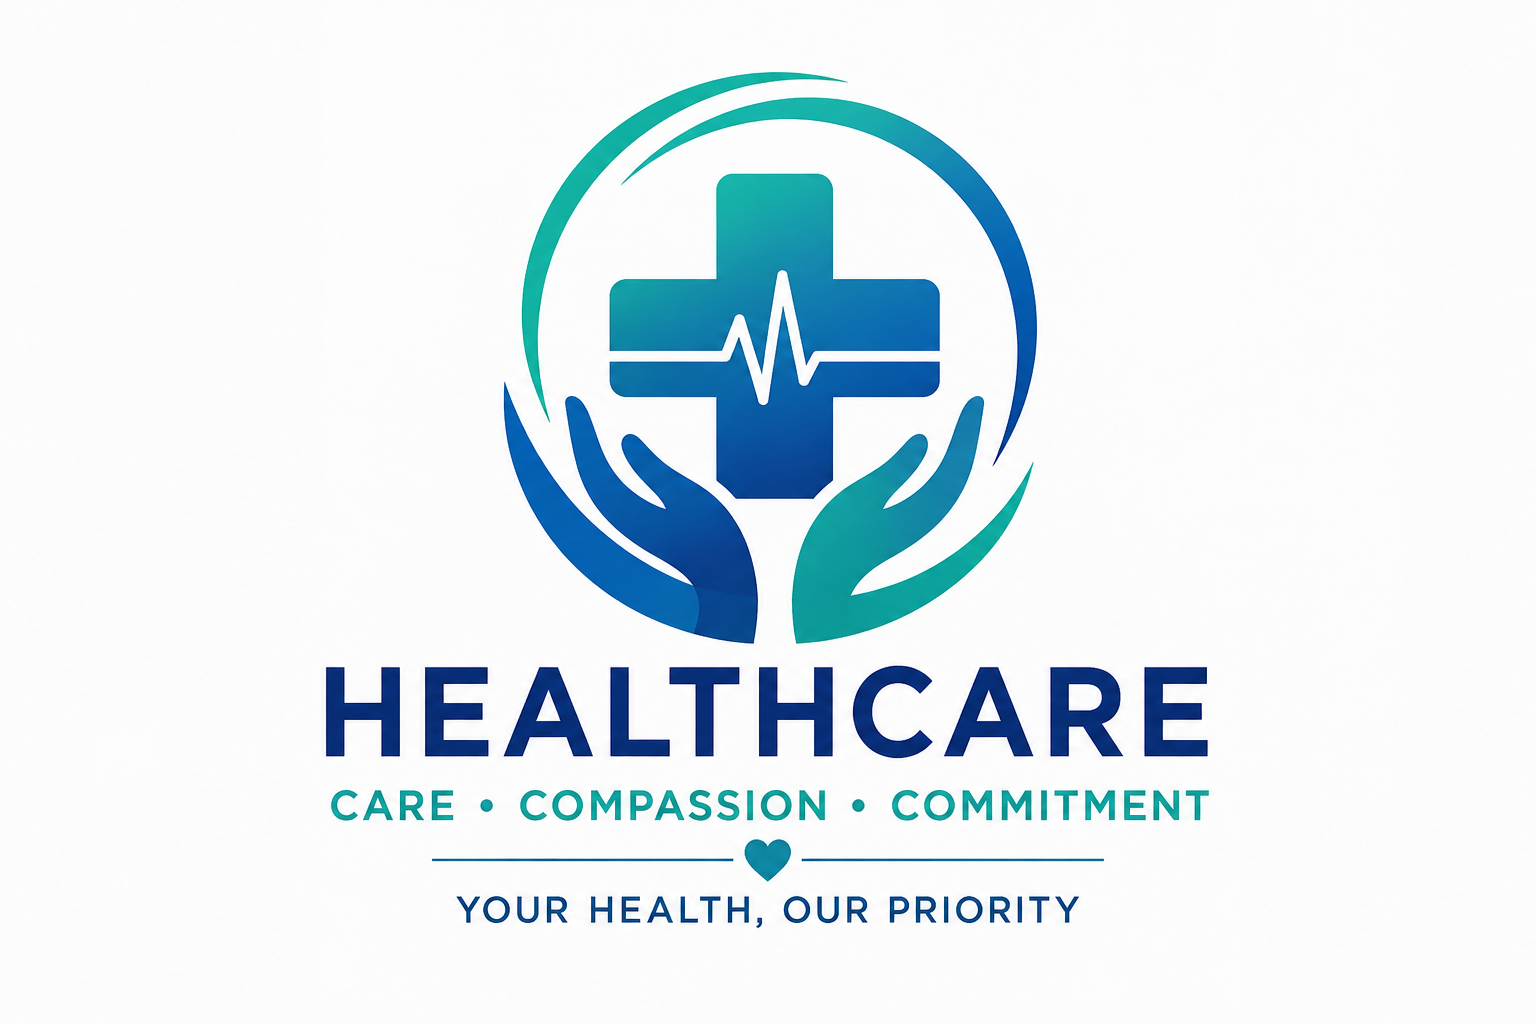 HEALTHCARE
CARE • COMPASSION • COMMITMENT
YOUR HEALTH, OUR PRIORITY